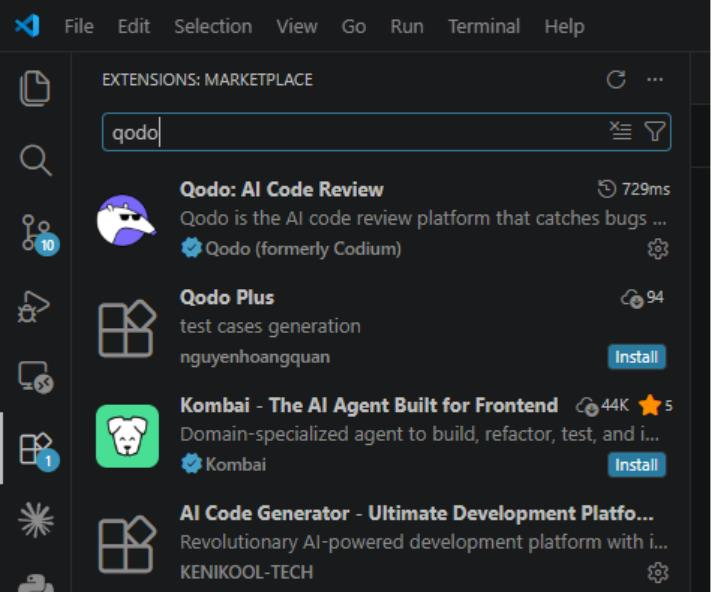 File Edit Selection View Go Run Terminal Help
EXTENSIONS: MARKETPLACE
qodo
Qodo: AI Code Review 729ms
Qodo is the AI code review platform that catches bugs ...
Qodo (formerly Codium)
10
Qodo Plus 94
test cases generation
nguyenhoangquan Install
Kombai - The AI Agent Built for Frontend 44K 5
Domain-specialized agent to build, refactor, test, and i...
Kombai Install
1
AI Code Generator - Ultimate Development Platfo...
Revolutionary AI-powered development platform with i...
KENIKOOL-TECH